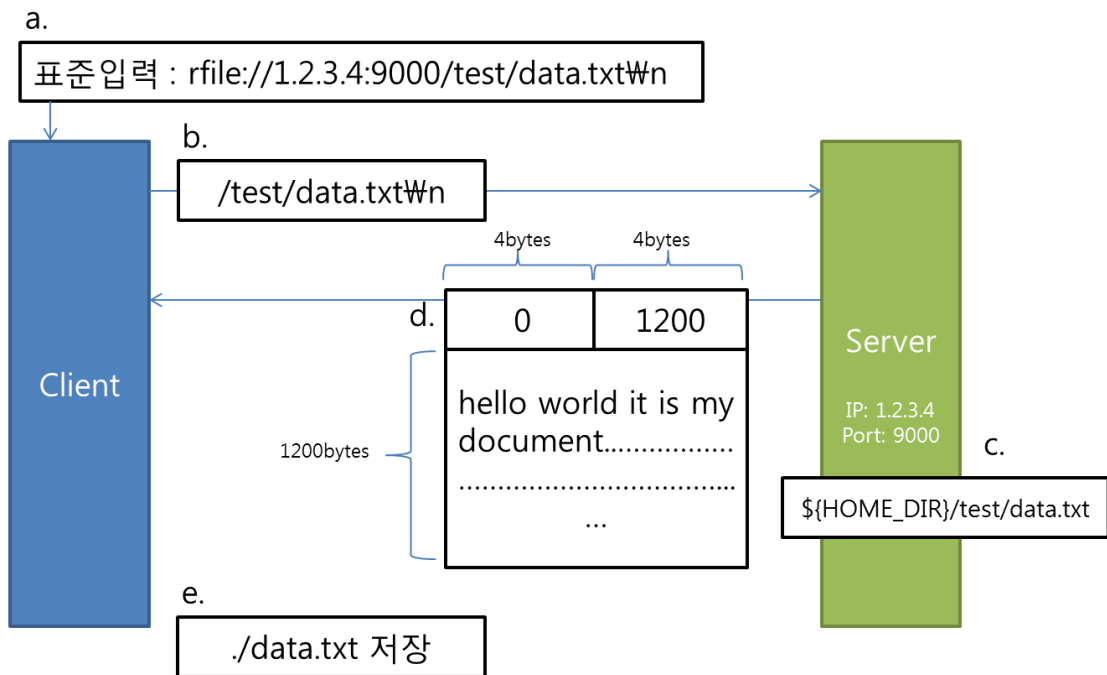 a.
표준입력 : rfile://1.2.3.4:9000/test/data.txt₩n
b.
/test/data.txt₩n
4bytes 4bytes
d.
0 1200
Server
Client
hello world it is my
document................
IP: 1.2.3.4
Port: 9000
1200bytes
c.
....................................
...
${HOME_DIR}/test/data.txt
e.
./data.txt 저장